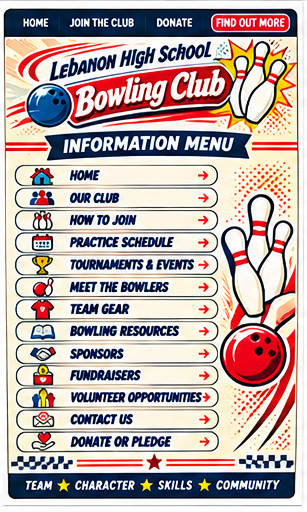 HOME JOIN THE CLUB DONATE FIND OUT MORE
Lebanon High School
Bowling Club
INFORMATION MENU
HOME
OUR CLUB
HOW TO JOIN
PRACTICE SCHEDULE
TOURNAMENTS & EVENTS
MEET THE BOWLERS
TEAM GEAR
BOWLING RESOURCES
SPONSORS
FUNDRAISERS
VOLUNTEER OPPORTUNITIES
CONTACT US
DONATE OR PLEDGE
TEAM ★ CHARACTER ★ SKILLS ★ COMMUNITY